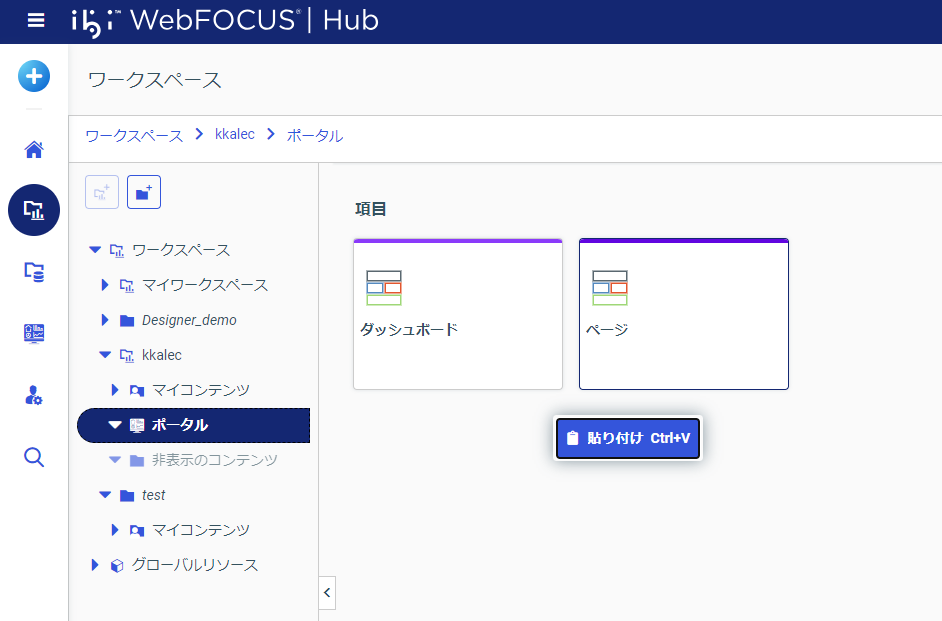 ibi™ WebFOCUS® | Hub
ワークスペース
ワークスペース > kkalec > ポータル
項目
ワークスペース
マイワークスペース
Designer_demo
kkalec
マイコンテンツ
ポータル
非表示のコンテンツ
test
マイコンテンツ
グローバルリソース
ダッシュボード
ページ
貼り付け Ctrl+V